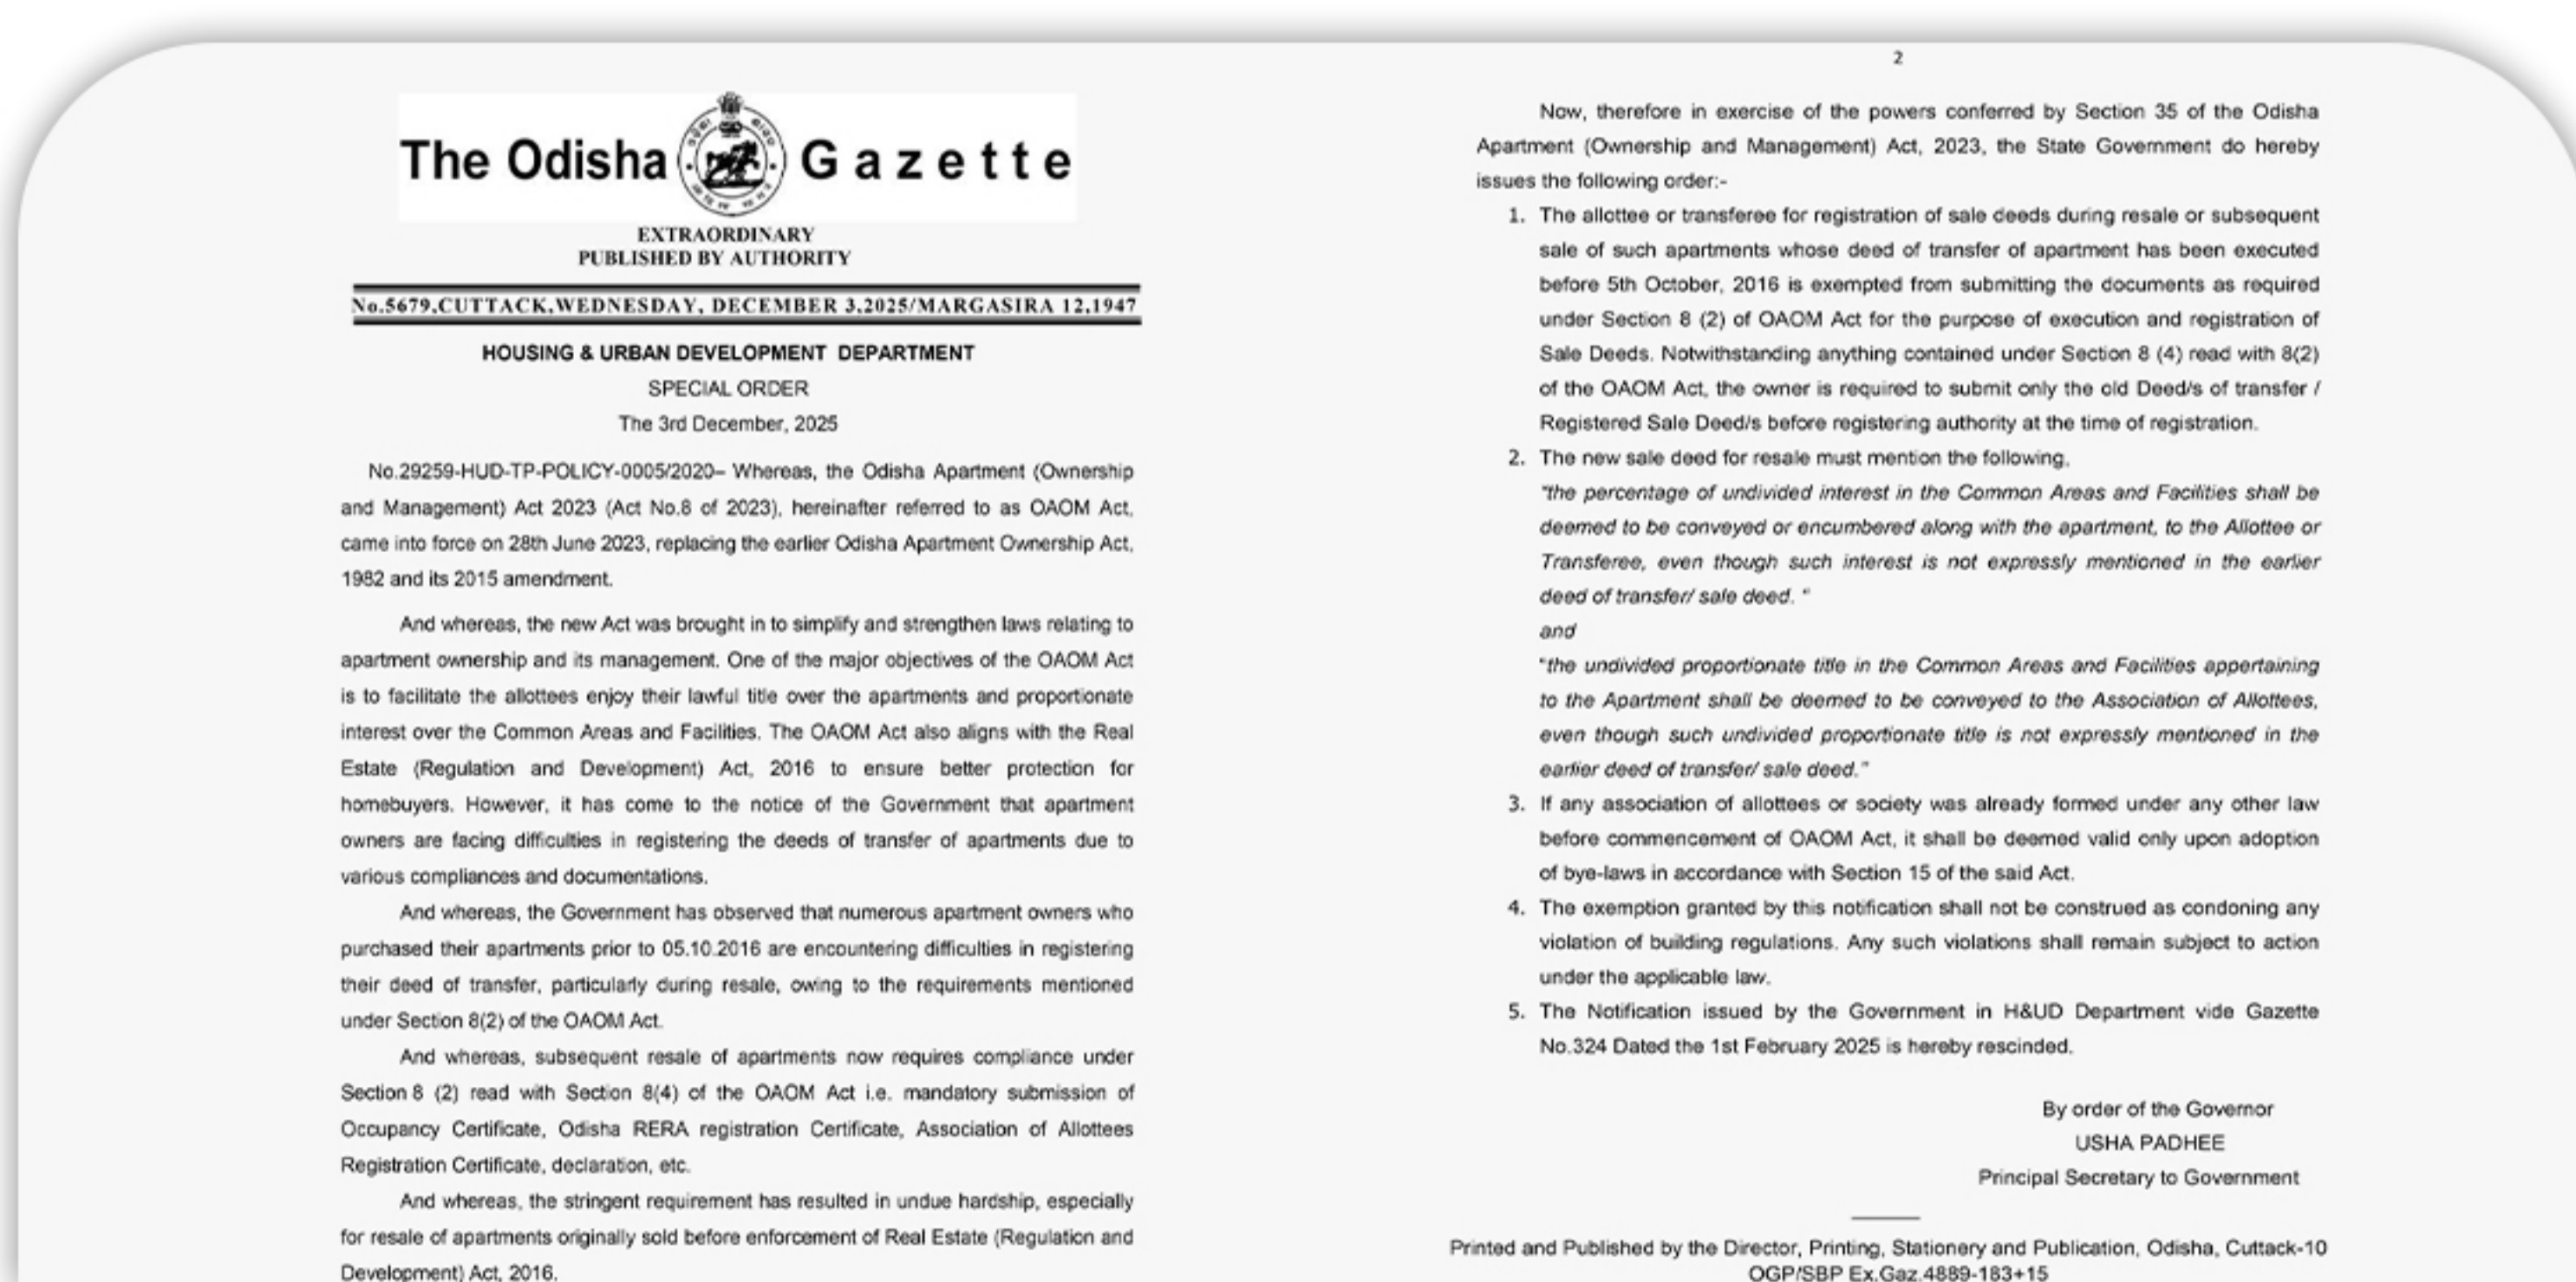 The Odisha Gazette
EXTRAORDINARY
PUBLISHED BY AUTHORITY
No.5679,CUTTACK,WEDNESDAY, DECEMBER 3,2025/MARGASIRA 12,1947
HOUSING & URBAN DEVELOPMENT DEPARTMENT
SPECIAL ORDER
The 3rd December, 2025
No.29259-HUD-TP-POLICY-0005/2020– Whereas, the Odisha Apartment (Ownership
and Management) Act 2023 (Act No.8 of 2023), hereinafter referred to as OAOM Act,
came into force on 28th June 2023, replacing the earlier Odisha Apartment Ownership Act,
1982 and its 2015 amendment.
And whereas, the new Act was brought in to simplify and strengthen laws relating to
apartment ownership and its management. One of the major objectives of the OAOM Act
is to facilitate the allottees enjoy their lawful title over the apartments and proportionate
interest over the Common Areas and Facilities. The OAOM Act also aligns with the Real
Estate (Regulation and Development) Act, 2016 to ensure better protection for
homebuyers. However, it has come to the notice of the Government that apartment
owners are facing difficulties in registering the deeds of transfer of apartments due to
various compliances and documentations.
And whereas, the Government has observed that numerous apartment owners who
purchased their apartments prior to 05.10.2016 are encountering difficulties in registering
their deed of transfer, particularly during resale, owing to the requirements mentioned
under Section 8(2) of the OAOM Act.
And whereas, subsequent resale of apartments now requires compliance under
Section 8 (2) read with Section 8(4) of the OAOM Act i.e. mandatory submission of
Occupancy Certificate, Odisha RERA registration Certificate, Association of Allottees
Registration Certificate, declaration, etc.
And whereas, the stringent requirement has resulted in undue hardship, especially
for resale of apartments originally sold before enforcement of Real Estate (Regulation and
Development) Act, 2016.
2
Now, therefore in exercise of the powers conferred by Section 35 of the Odisha
Apartment (Ownership and Management) Act, 2023, the State Government do hereby
issues the following order:-
1. The allottee or transferee for registration of sale deeds during resale or subsequent
sale of such apartments whose deed of transfer of apartment has been executed
before 5th October, 2016 is exempted from submitting the documents as required
under Section 8 (2) of OAOM Act for the purpose of execution and registration of
Sale Deeds. Notwithstanding anything contained under Section 8 (4) read with 8(2)
of the OAOM Act, the owner is required to submit only the old Deed/s of transfer /
Registered Sale Deed/s before registering authority at the time of registration.
2. The new sale deed for resale must mention the following,
"the percentage of undivided interest in the Common Areas and Facilities shall be
deemed to be conveyed or encumbered along with the apartment, to the Allottee or
Transferee, even though such interest is not expressly mentioned in the earlier
deed of transfer/ sale deed. "
and
"the undivided proportionate title in the Common Areas and Facilities appertaining
to the Apartment shall be deemed to be conveyed to the Association of Allottees,
even though such undivided proportionate title is not expressly mentioned in the
earlier deed of transfer/ sale deed."
3. If any association of allottees or society was already formed under any other law
before commencement of OAOM Act, it shall be deemed valid only upon adoption
of bye-laws in accordance with Section 15 of the said Act.
4. The exemption granted by this notification shall not be construed as condoning any
violation of building regulations. Any such violations shall remain subject to action
under the applicable law.
5. The Notification issued by the Government in H&UD Department vide Gazette
No.324 Dated the 1st February 2025 is hereby rescinded.
By order of the Governor
USHA PADHEE
Principal Secretary to Government
Printed and Published by the Director, Printing, Stationery and Publication, Odisha, Cuttack-10
OGP/SBP Ex.Gaz.4889-183+15